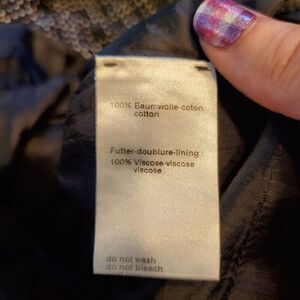 100% Baumwolle-coton
cotton
Futter-doublure-lining:
100% Viscose-viscose
viscose
do not wash
do not bleach